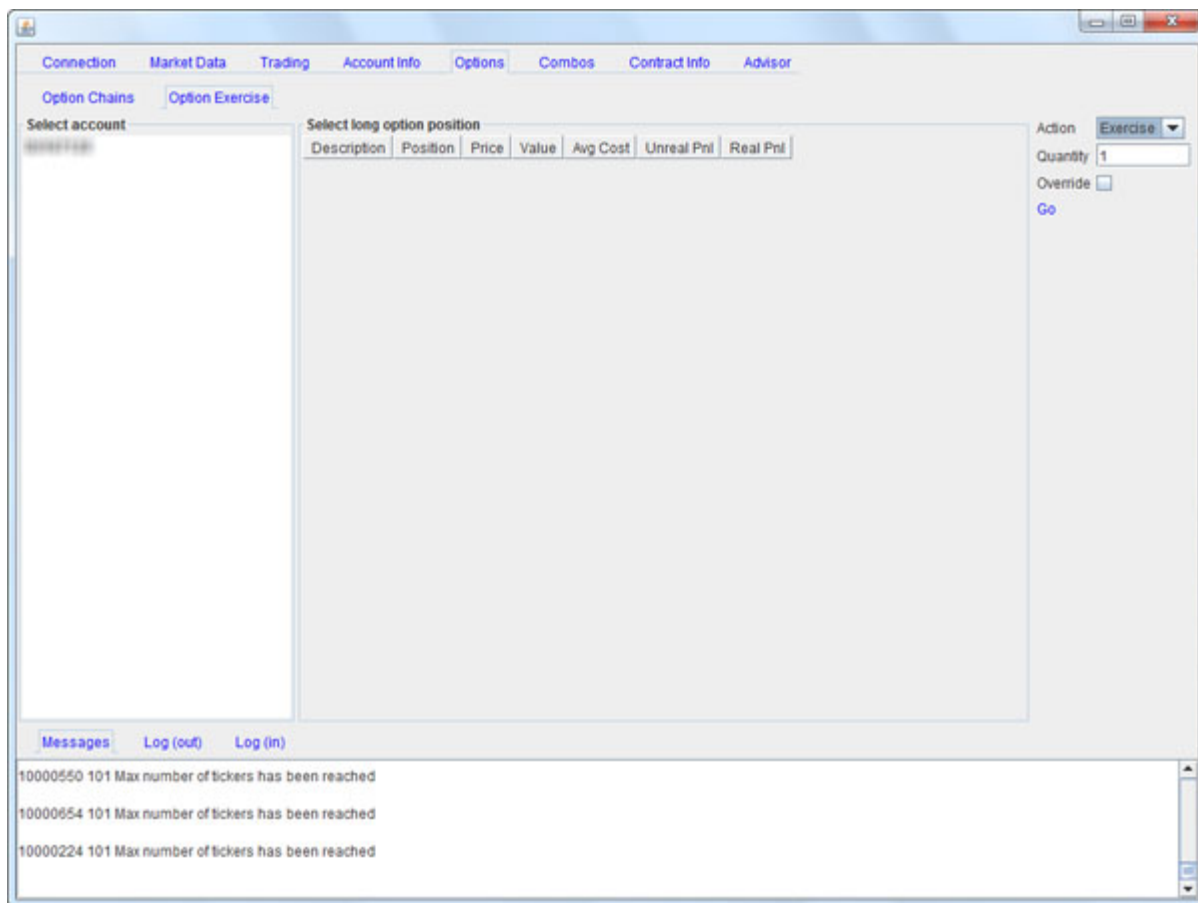 Connection Market Data Trading Account Info Options Combos Contract Info Advisor
Option Chains Option Exercise
Select account
Select long option position
Description Position Price Value Avg Cost Unreal Pnl Real Pnl
Action Exercise
Quantity 1
Override
Go
Messages Log (out) Log (in)
10000550 101 Max number of tickers has been reached
10000654 101 Max number of tickers has been reached
10000224 101 Max number of tickers has been reached